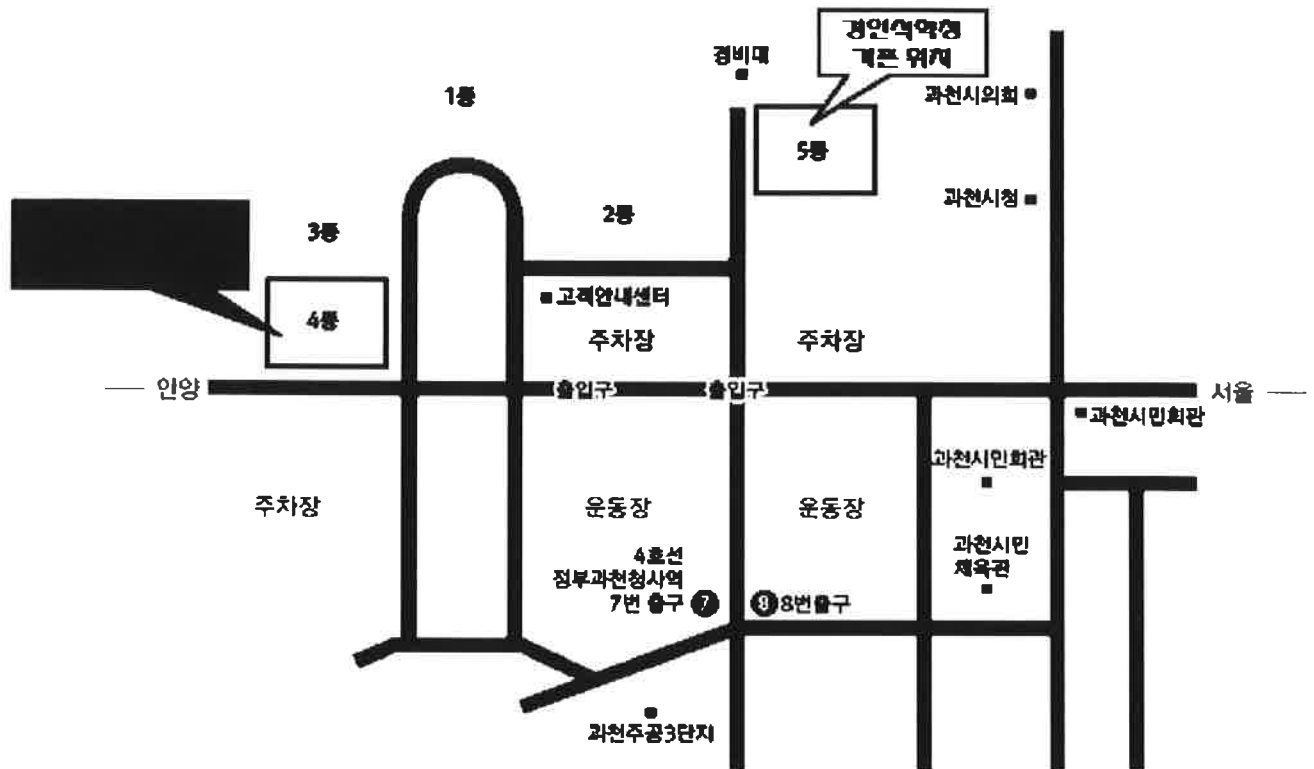 경인식약청
기존 위치
경비대
과천시의회
1동
5동
과천시청
2동
3동
고객안내센터
4동
주차장
주차장
안양
출입구
출입구
서울
과천시민회관
과천시민회관
주차장
운동장
운동장
4호선
정부과천청사역
7번 출구 7
8 8번출구
과천시민
체육관
과천주공3단지